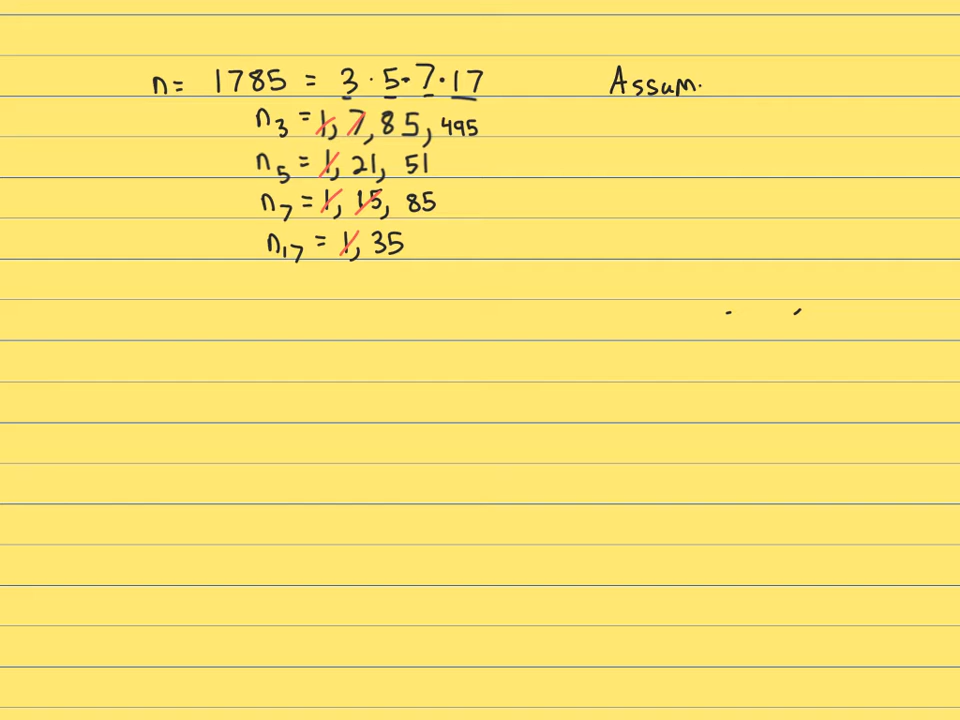 n = 1785 = 3 · 5 · 7 · 17 Assum.
n₃ = 1, 7, 85, 495
n₅ = 1, 21, 51
n₇ = 1, 15, 85
n₁₇ = 1, 35